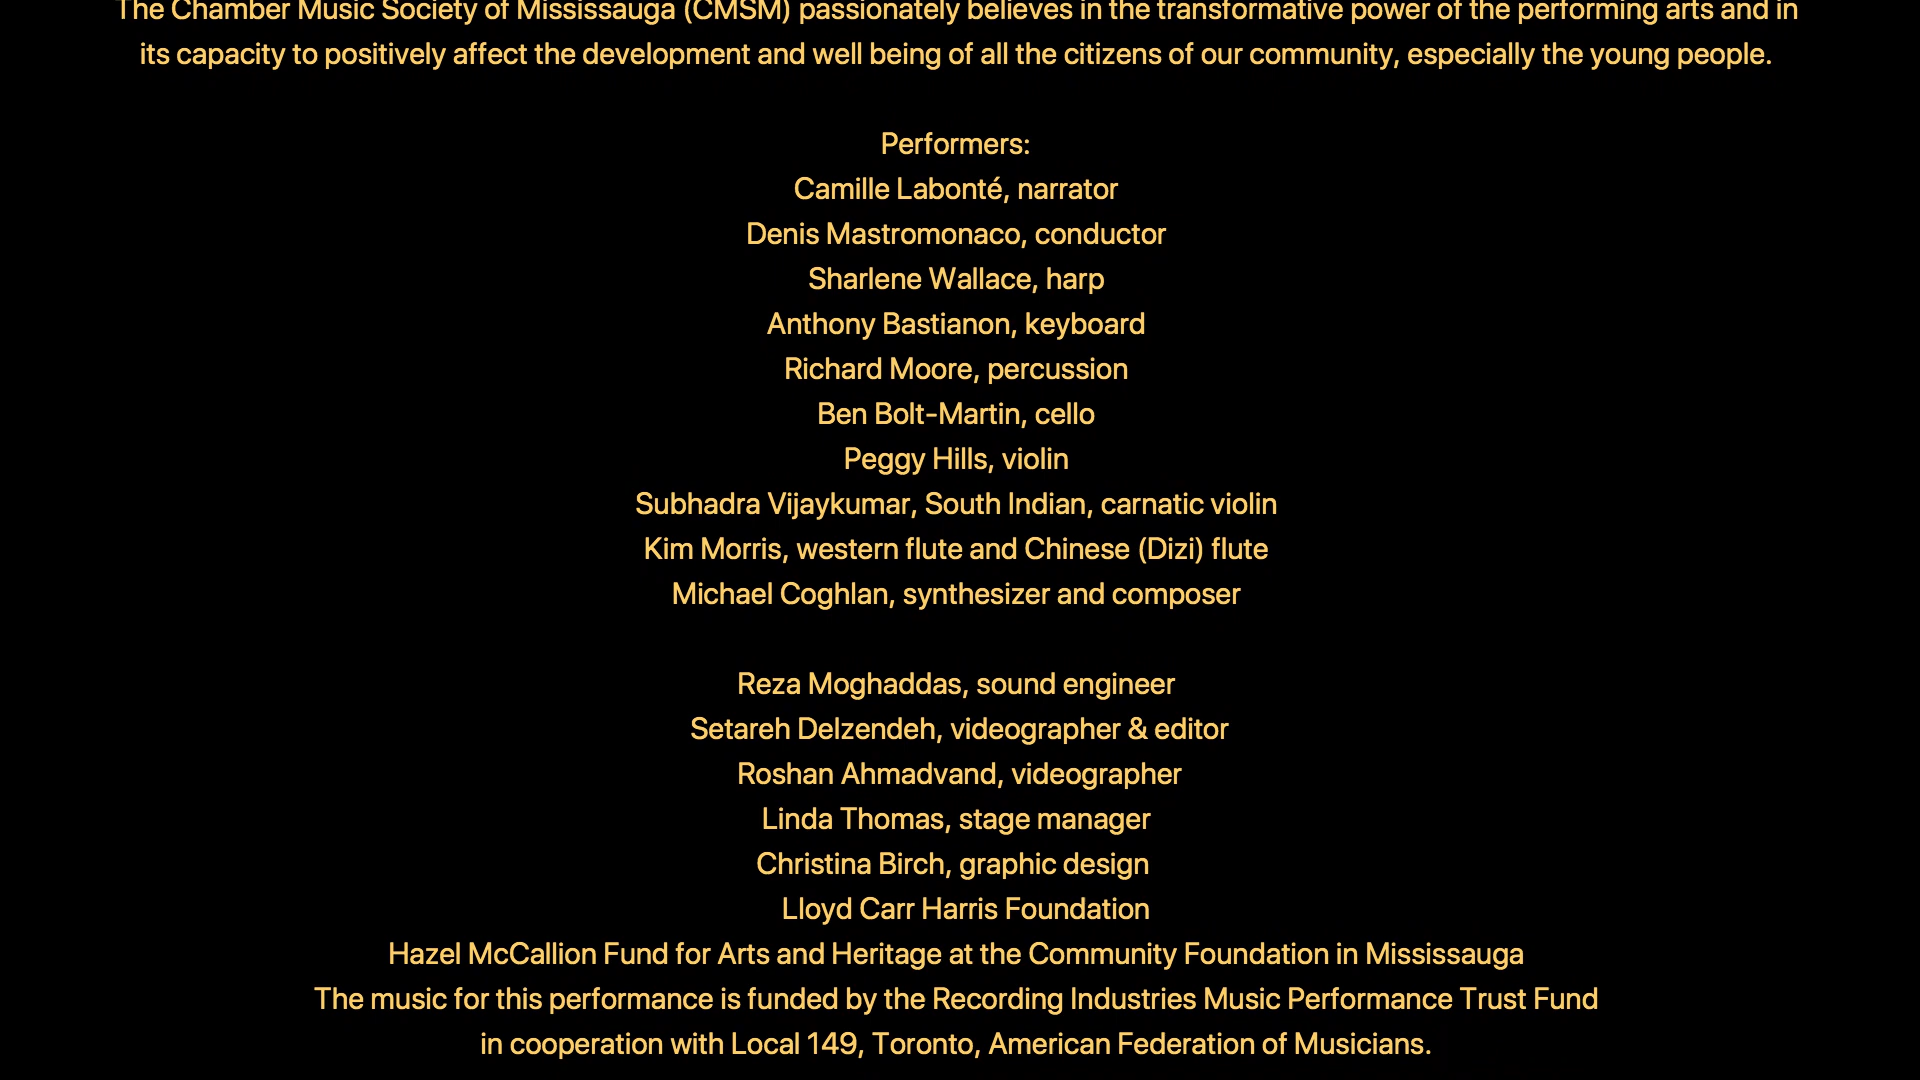 The Chamber Music Society of Mississauga (CMSM) passionately believes in the transformative power of the performing arts and in
its capacity to positively affect the development and well being of all the citizens of our community, especially the young people.
Performers:
Camille Labonté, narrator
Denis Mastromonaco, conductor
Sharlene Wallace, harp
Anthony Bastianon, keyboard
Richard Moore, percussion
Ben Bolt-Martin, cello
Peggy Hills, violin
Subhadra Vijaykumar, South Indian, carnatic violin
Kim Morris, western flute and Chinese (Dizi) flute
Michael Coghlan, synthesizer and composer
Reza Moghaddas, sound engineer
Setareh Delzendeh, videographer & editor
Roshan Ahmadvand, videographer
Linda Thomas, stage manager
Christina Birch, graphic design
Lloyd Carr Harris Foundation
Hazel McCallion Fund for Arts and Heritage at the Community Foundation in Mississauga
The music for this performance is funded by the Recording Industries Music Performance Trust Fund
in cooperation with Local 149, Toronto, American Federation of Musicians.